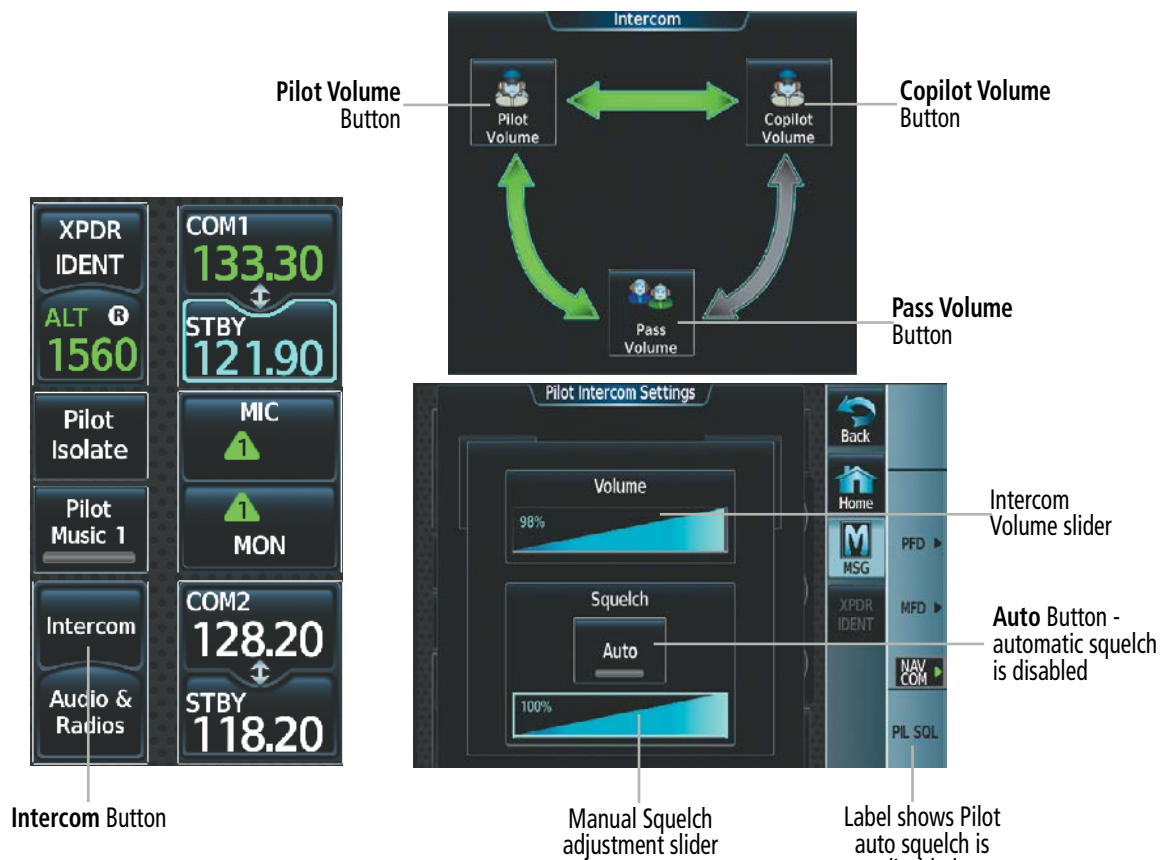 Intercom
Pilot Volume
Button
Pilot
Volume
Copilot
Volume
Copilot Volume
Button
Pass
Volume
Pass Volume
Button
XPDR
IDENT
ALT R
1560
Pilot
Isolate
Pilot
Music 1
Intercom
Audio &
Radios
COM1
133.30
STBY
121.90
MIC
1
1
MON
COM2
128.20
STBY
118.20
Intercom Button
Pilot Intercom Settings
Volume
98%
Squelch
Auto
100%
Back
Home
MSG
XPDR
IDENT
PFD
MFD
NAV
COM
PIL SQL
Intercom
Volume slider
Auto Button -
automatic squelch
is disabled
Manual Squelch
adjustment slider
Label shows Pilot
auto squelch is